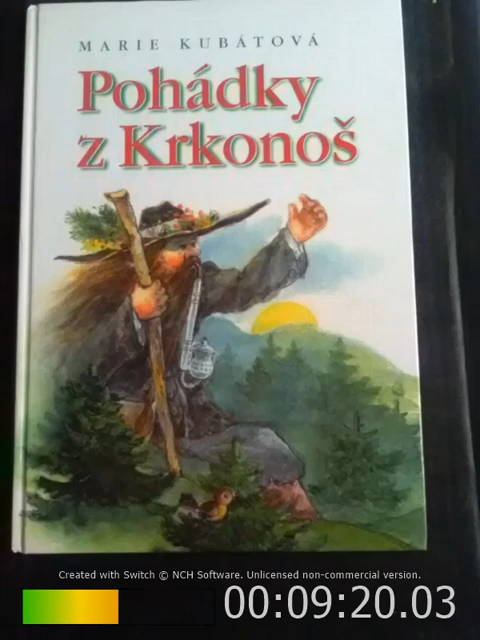 MARIE KUBÁTOVÁ
Pohádky
z Krkonoš
Created with Switch © NCH Software. Unlicensed non-commercial version.
00:09:20.03